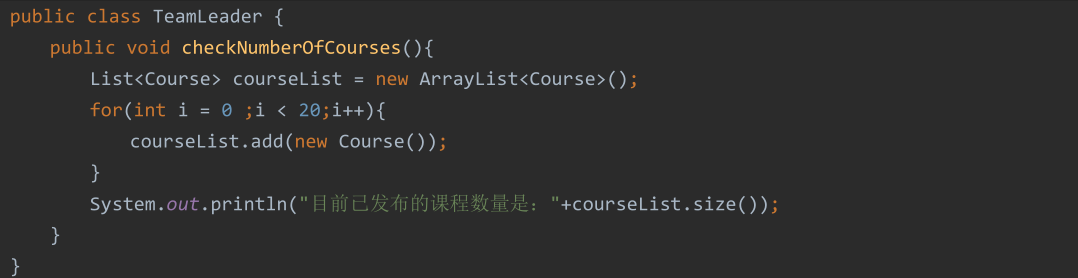 public class TeamLeader {
public void checkNumberOfCourses(){
List<Course> courseList = new ArrayList<Course>();
for(int i = 0 ;i < 20;i++){
courseList.add(new Course());
}
System.out.println("目前已发布的课程数量是："+courseList.size());
}
}